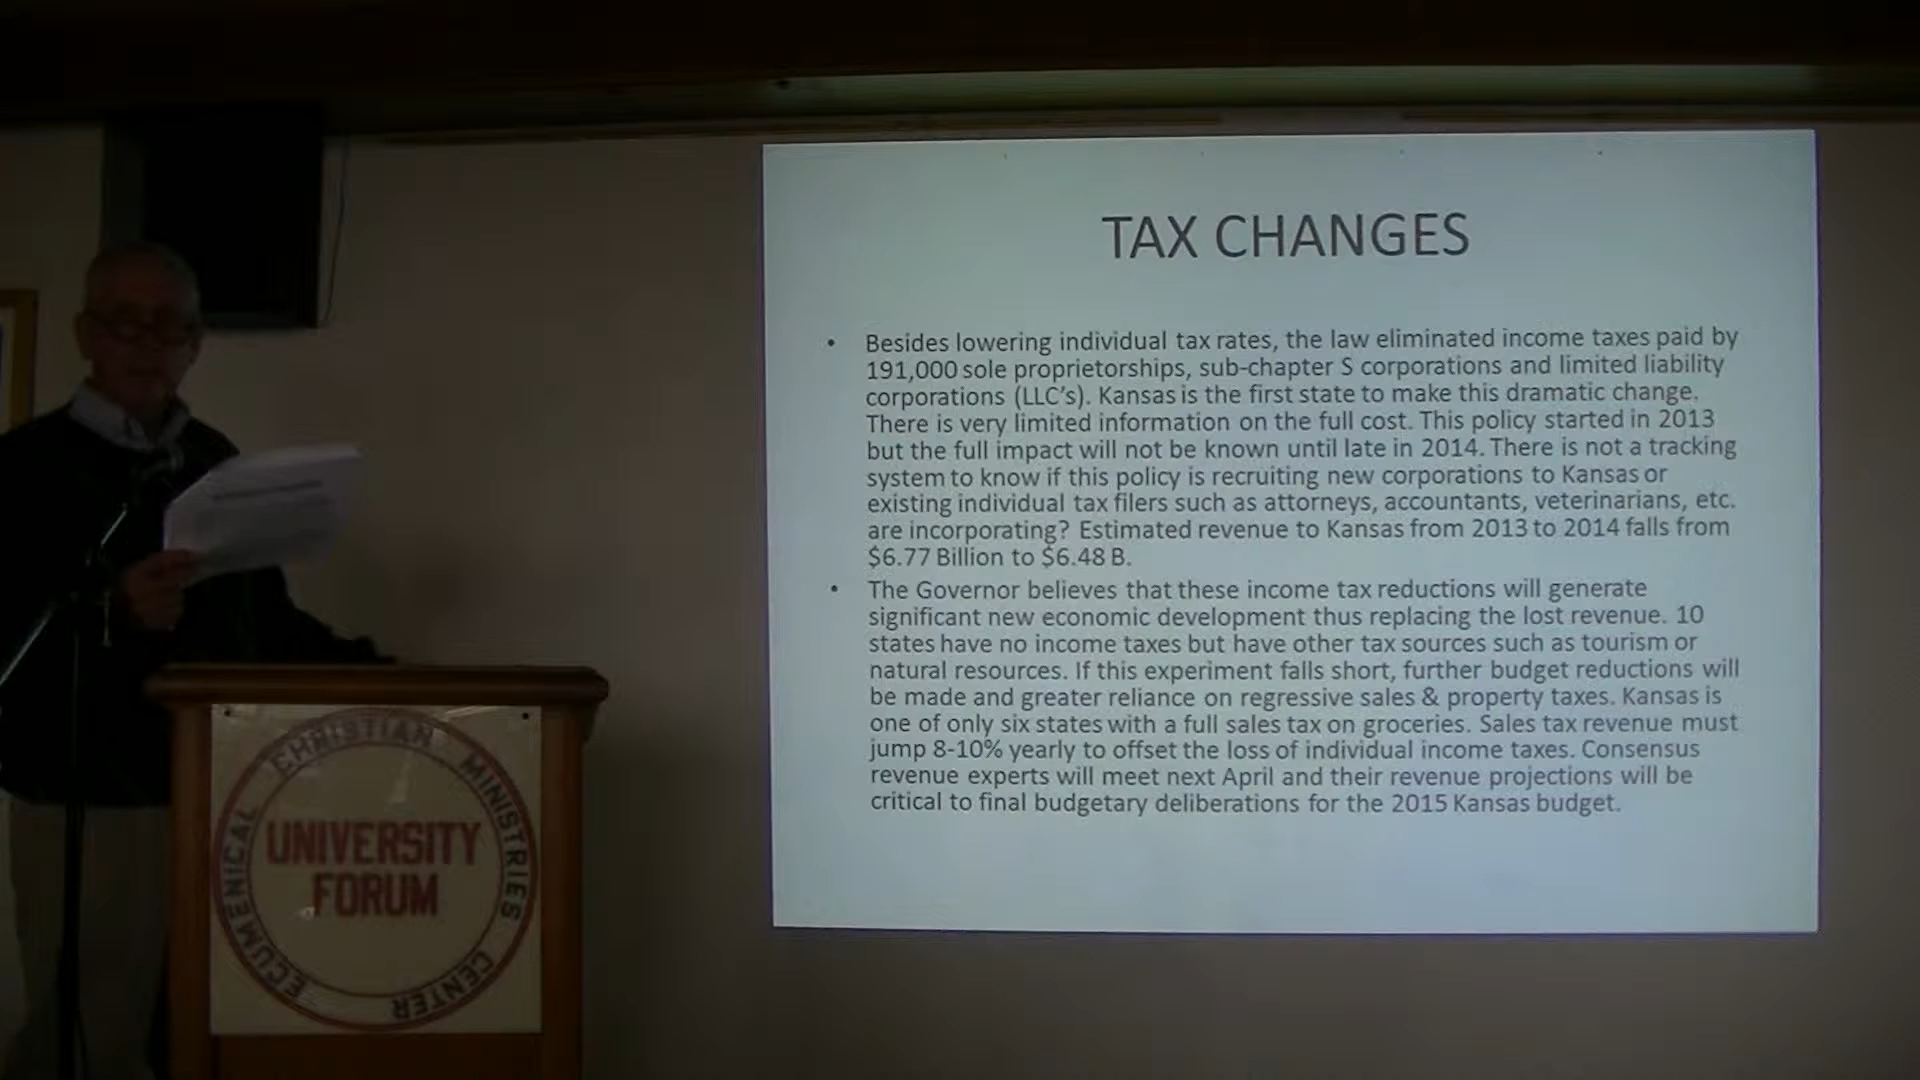 TAX CHANGES
• Besides lowering individual tax rates, the law eliminated income taxes paid by
191,000 sole proprietorships, sub-chapter S corporations and limited liability
corporations (LLC's). Kansas is the first state to make this dramatic change.
There is very limited information on the full cost. This policy started in 2013
but the full impact will not be known until late in 2014. There is not a tracking
system to know if this policy is recruiting new corporations to Kansas or
existing individual tax filers such as attorneys, accountants, veterinarians, etc.
are incorporating? Estimated revenue to Kansas from 2013 to 2014 falls from
$6.77 Billion to $6.48 B.
• The Governor believes that these income tax reductions will generate
significant new economic development thus replacing the lost revenue. 10
states have no income taxes but have other tax sources such as tourism or
natural resources. If this experiment falls short, further budget reductions will
be made and greater reliance on regressive sales & property taxes. Kansas is
one of only six states with a full sales tax on groceries. Sales tax revenue must
jump 8-10% yearly to offset the loss of individual income taxes. Consensus
revenue experts will meet next April and their revenue projections will be
critical to final budgetary deliberations for the 2015 Kansas budget.
ECUMENICAL CHRISTIAN MINISTRIES CENTER
UNIVERSITY
FORUM